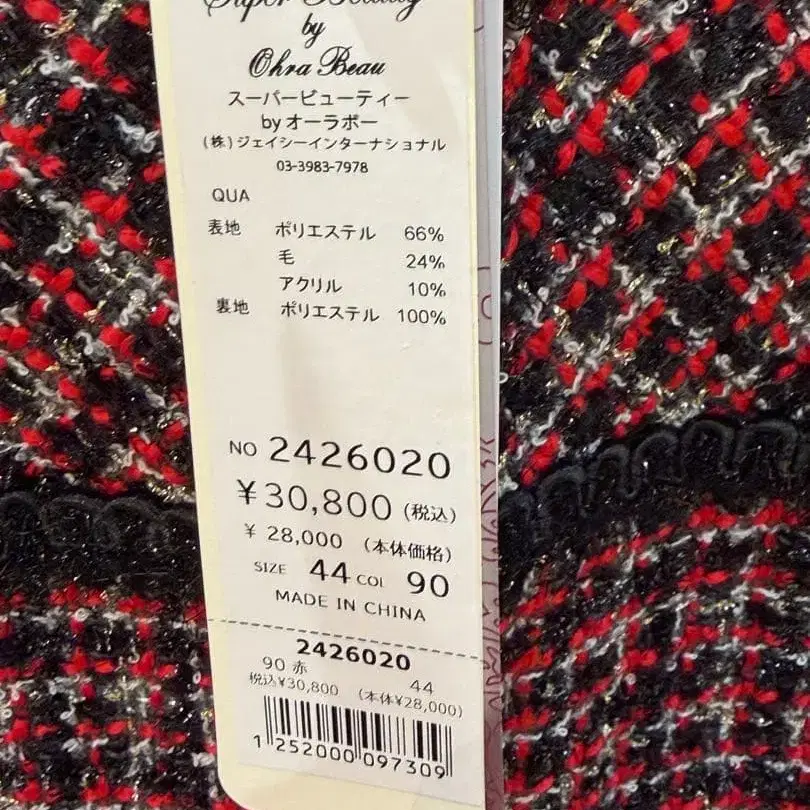 Super Beauty
by
Ohra Beau
スーパービューティー
by オーラボー
(株)ジェイシーインターナショナル
03-3983-7978
QUA
表地 ポリエステル 66%
毛 24%
アクリル 10%
裏地 ポリエステル 100%
NO 2426020
¥30,800 (税込)
¥ 28,000 (本体価格)
SIZE 44 COL 90
MADE IN CHINA
2426020
90 赤 44
税込¥30,800 (本体¥28,000)
1 252000 097309